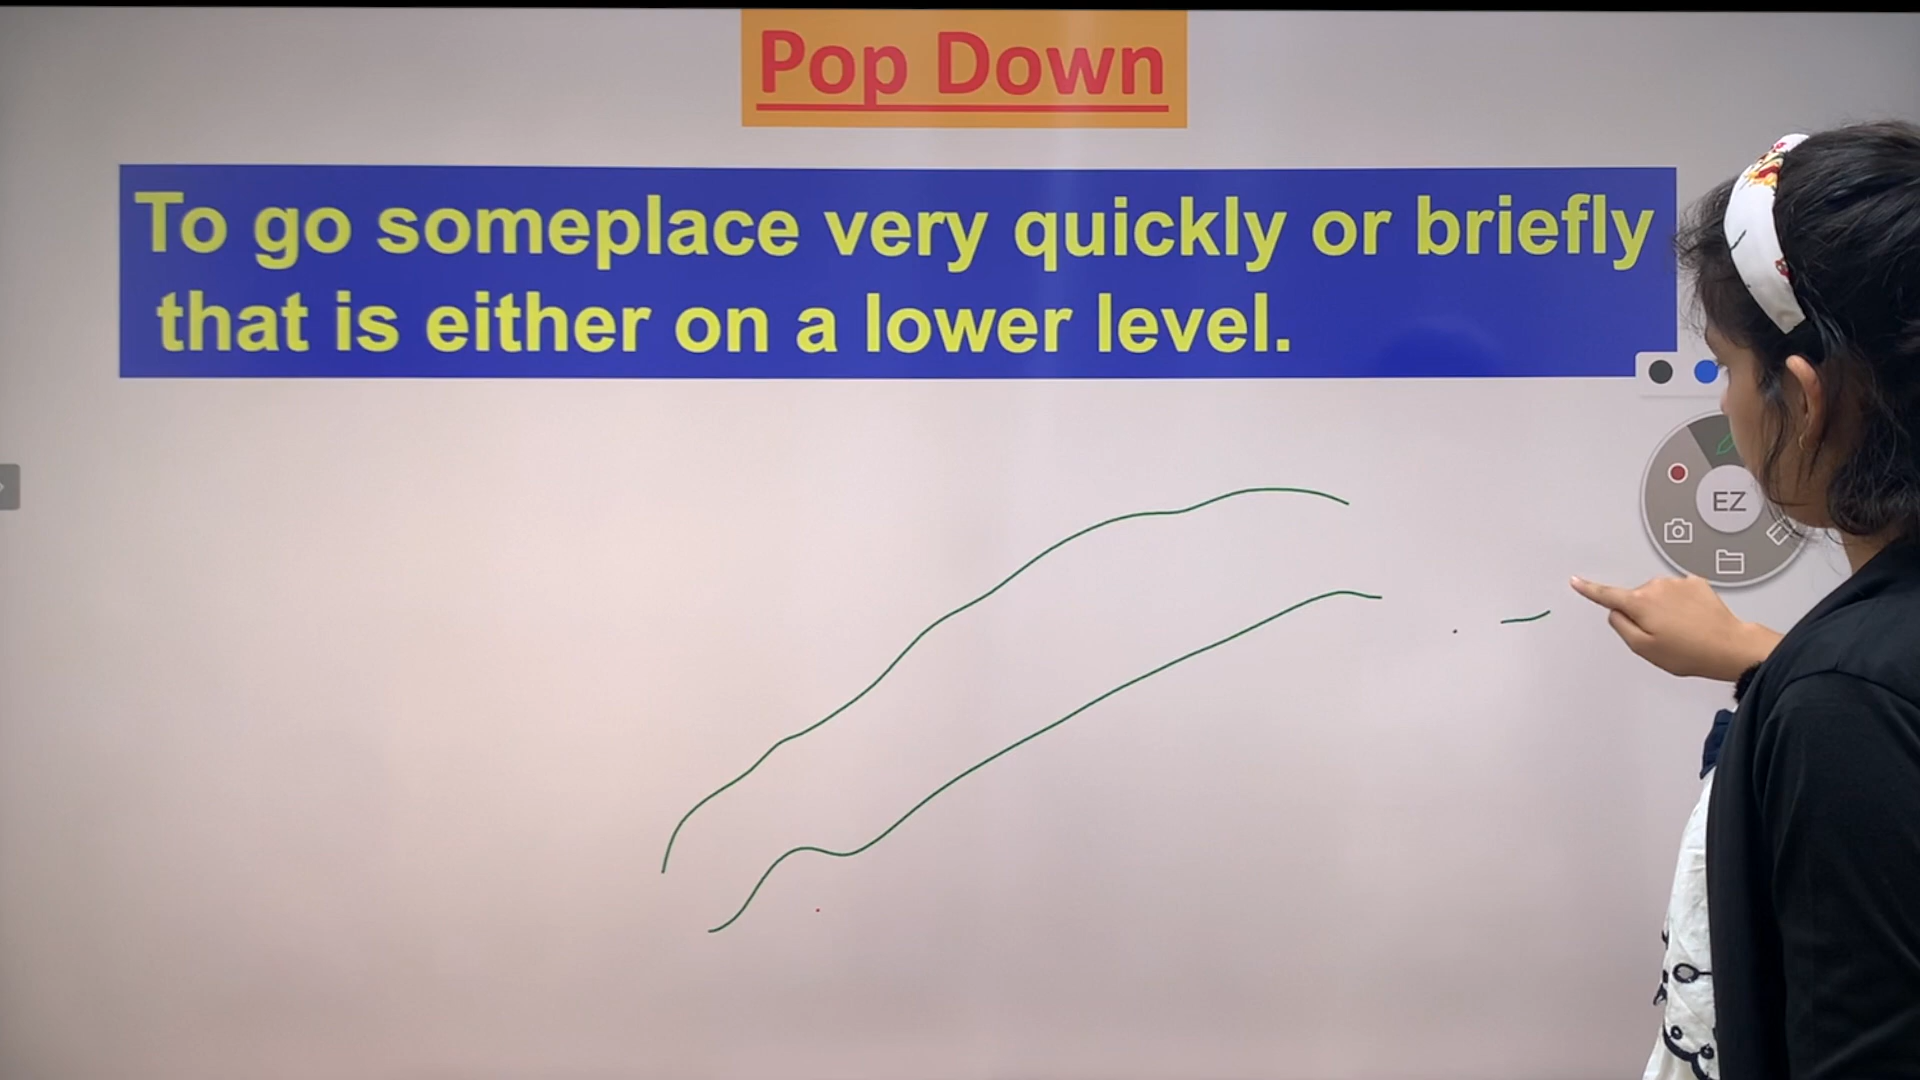 Pop Down
To go someplace very quickly or briefly
that is either on a lower level.
EZ